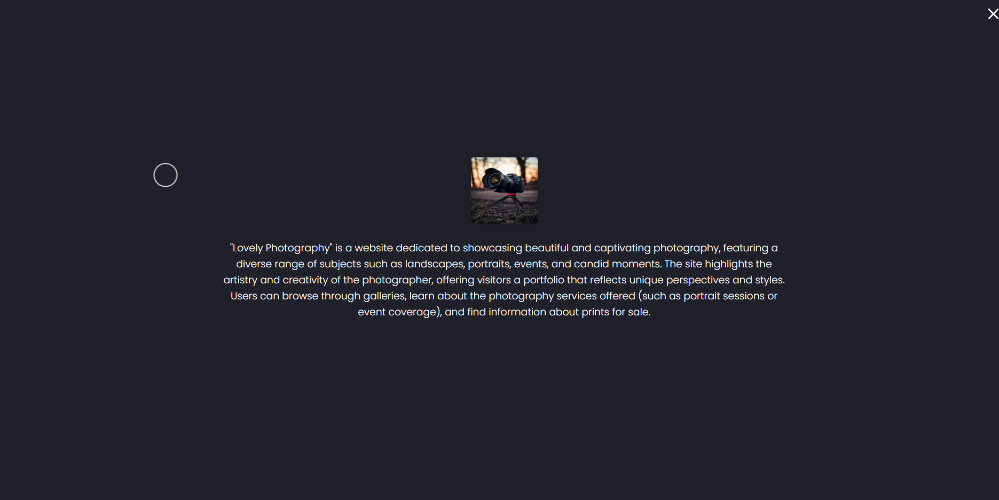 "Lovely Photography" is a website dedicated to showcasing beautiful and captivating photography, featuring a
diverse range of subjects such as landscapes, portraits, events, and candid moments. The site highlights the
artistry and creativity of the photographer, offering visitors a portfolio that reflects unique perspectives and styles.
Users can browse through galleries, learn about the photography services offered (such as portrait sessions or
event coverage), and find information about prints for sale.